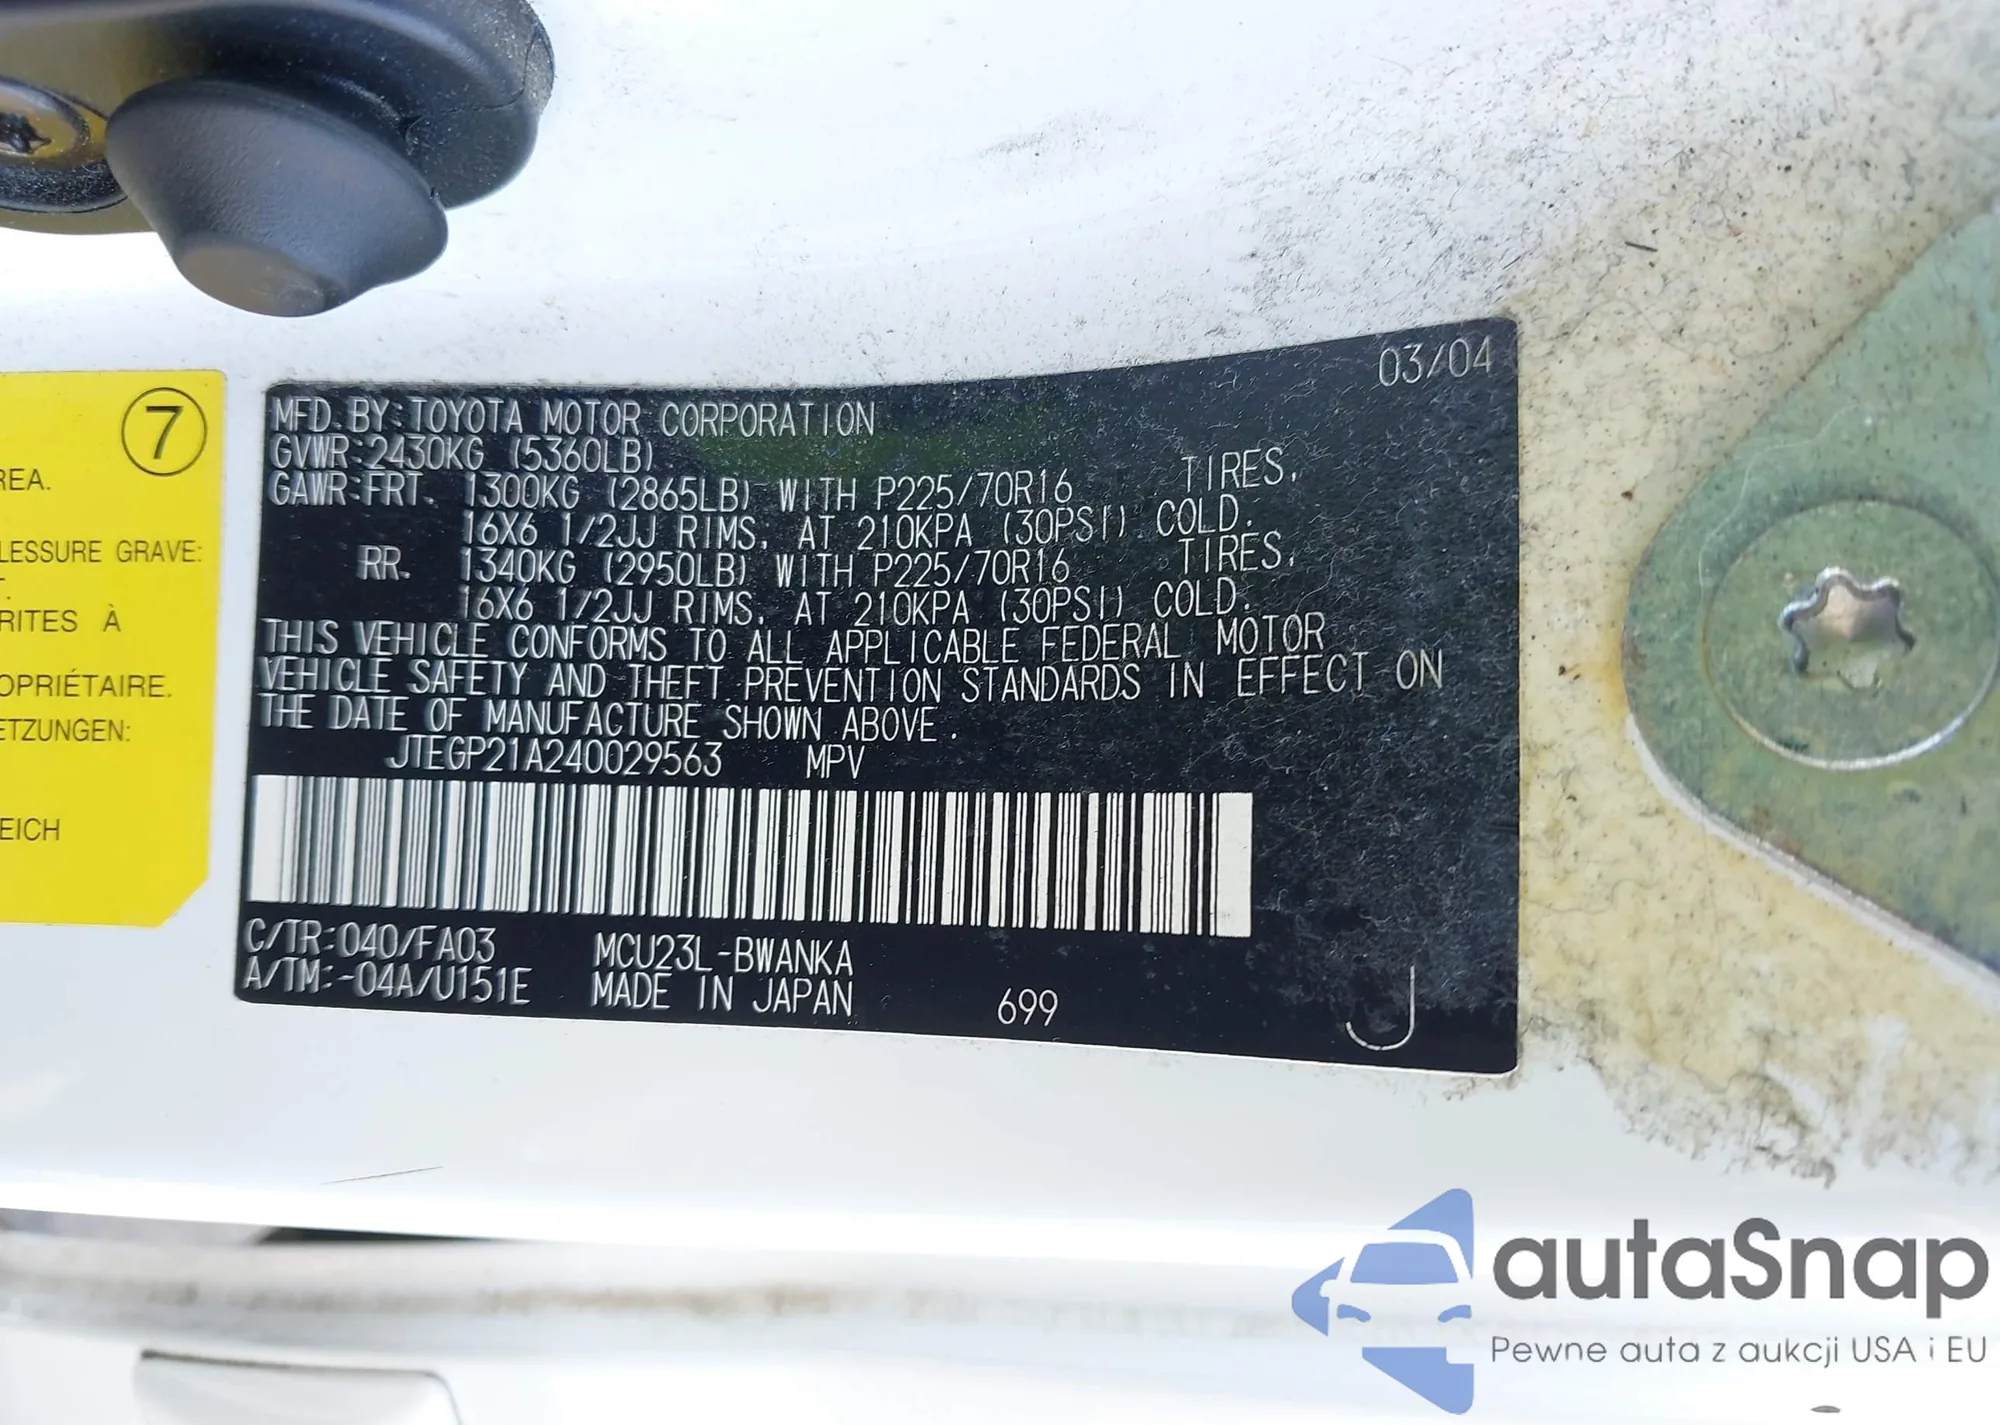 7
REA.
LESSURE GRAVE:
T.
RITES À
OPRIÉTAIRE.
ETZUNGEN:
EICH
03/04
MFD. BY: TOYOTA MOTOR CORPORATION
GVWR: 2430KG (5360LB)
GAWR: FRT. 1300KG (2865LB) WITH P225/70R16 TIRES,
16X6 1/2JJ RIMS, AT 210KPA (30PSI) COLD.
RR. 1340KG (2950LB) WITH P225/70R16 TIRES,
16X6 1/2JJ RIMS, AT 210KPA (30PSI) COLD.
THIS VEHICLE CONFORMS TO ALL APPLICABLE FEDERAL MOTOR
VEHICLE SAFETY AND THEFT PREVENTION STANDARDS IN EFFECT ON
THE DATE OF MANUFACTURE SHOWN ABOVE.
JTEGP21A240029563 MPV
C/TR: 040/FA03 MCU23L-BWANKA
A/TM: -04A/U151E MADE IN JAPAN 699 J
autaSnap
Pewne auta z aukcji USA i EU